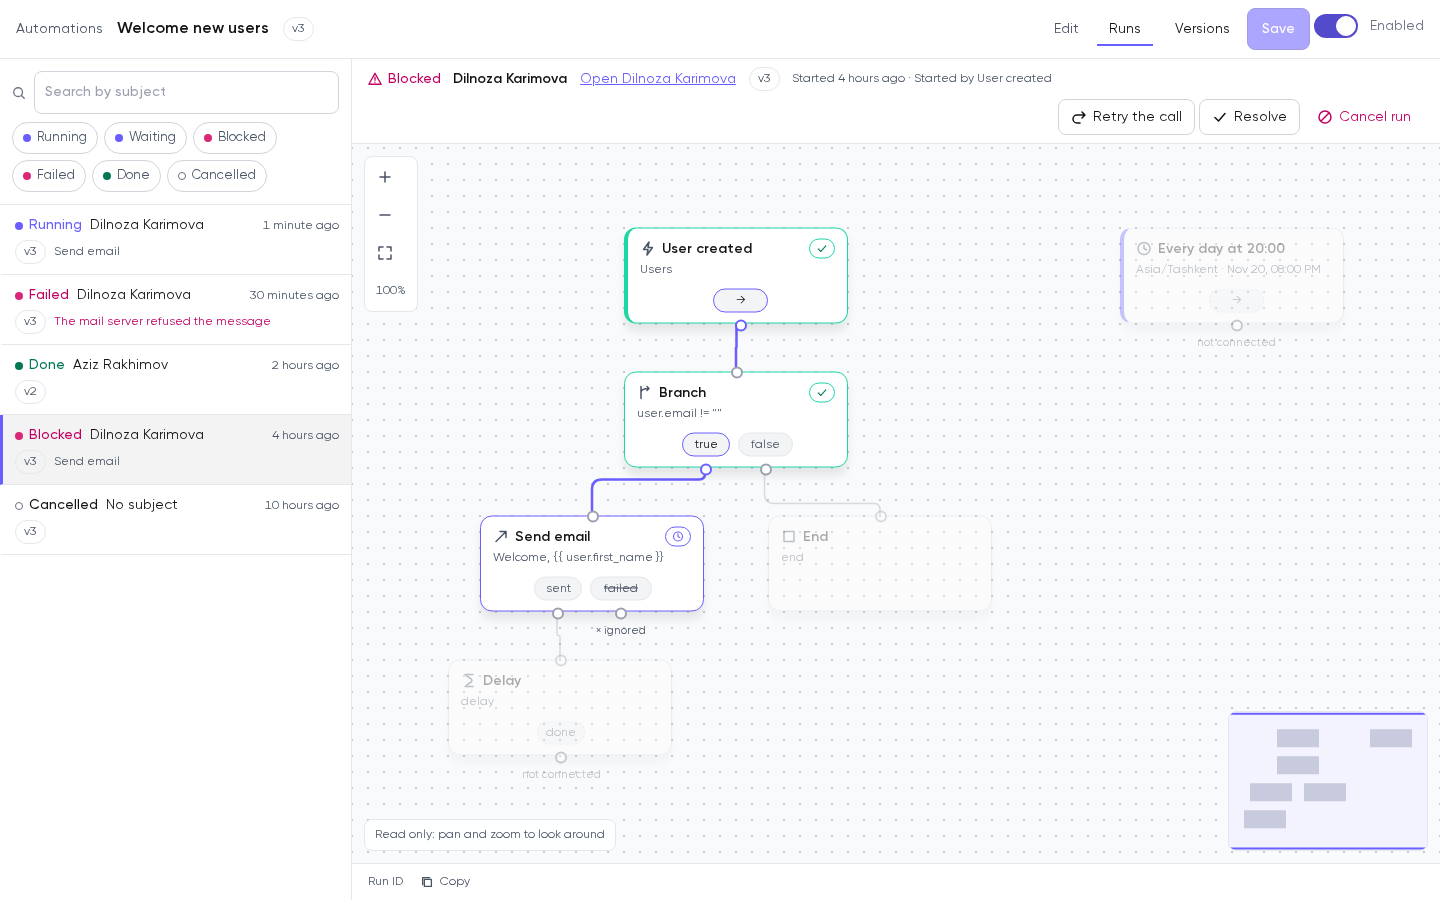 Automations Welcome new users v3
Edit Runs Versions Save Enabled
Search by subject
Running Waiting Blocked
Failed Done Cancelled
Running Dilnoza Karimova 1 minute ago
v3 Send email
Failed Dilnoza Karimova 30 minutes ago
v3 The mail server refused the message
Done Aziz Rakhimov 2 hours ago
v2
Blocked Dilnoza Karimova 4 hours ago
v3 Send email
Cancelled No subject 10 hours ago
v3
Blocked Dilnoza Karimova Open Dilnoza Karimova v3 Started 4 hours ago · Started by User created
Retry the call Resolve Cancel run
100%
User created
Users
→
Every day at 20:00
Asia/Tashkent · Nov 20, 08:00 PM
→
not connected
Branch
user.email != ""
true false
Send email
Welcome, {{ user.first_name }}
sent failed
× ignored
End
end
Delay
delay
done
not connected
Read only: pan and zoom to look around
Run ID Copy